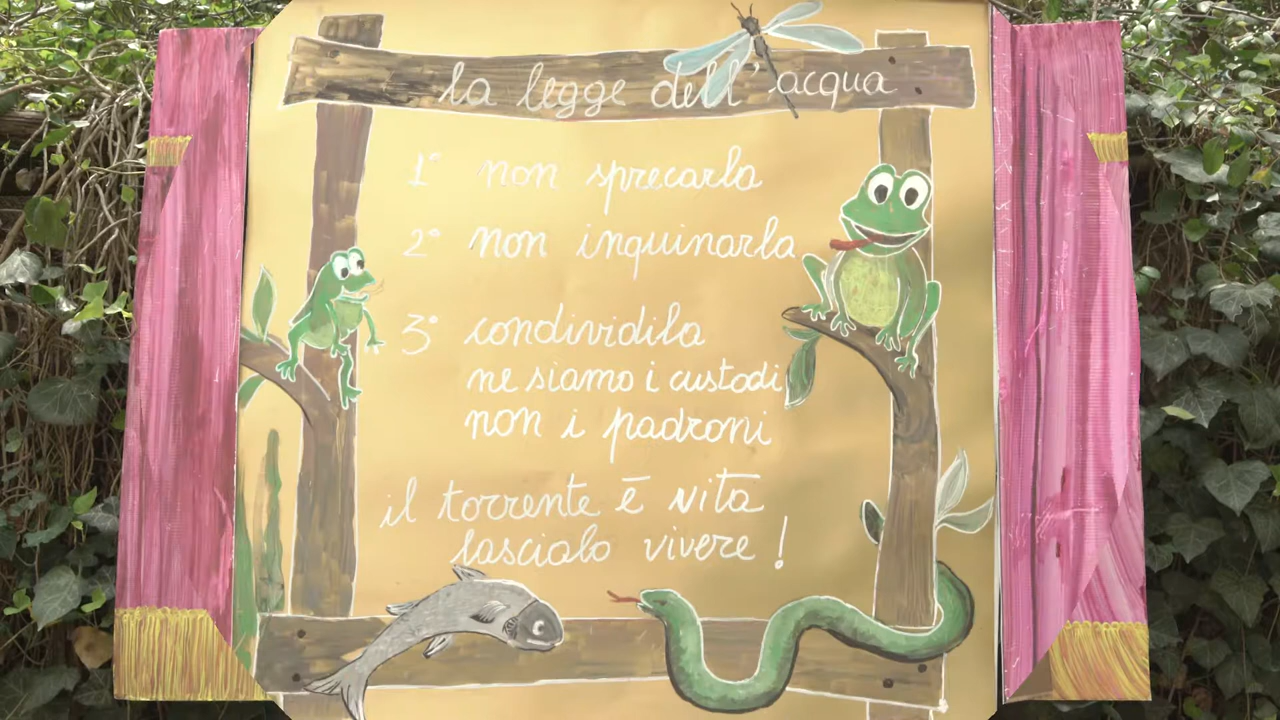 la legge dell'acqua
1° non sprecarla
2° non inquinarla
3° condividila
ne siamo i custodi
non i padroni
il torrente è vita
lascialo vivere!